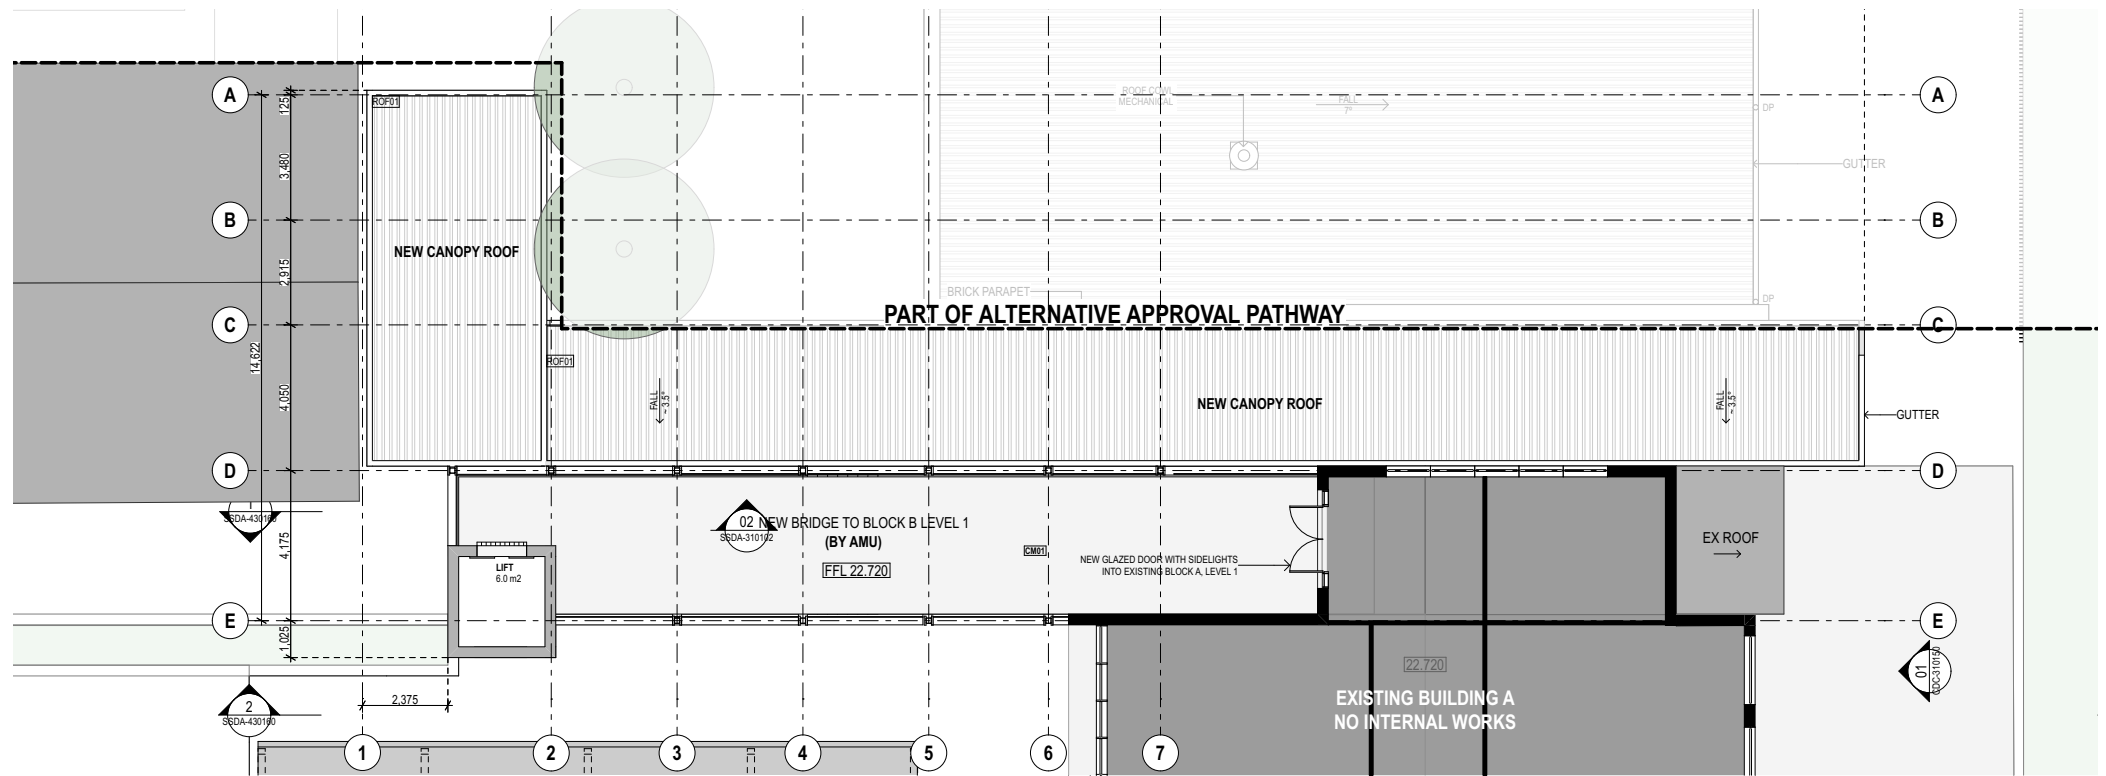 A
125
ROF01
ROOF COWL
MECHANICAL
FALL
7°
DP
A
3,480
GUTTER
B
B
NEW CANOPY ROOF
2,915
BRICK PARAPET
DP
PART OF ALTERNATIVE APPROVAL PATHWAY
C
C
14,622
ROF01
4,050
FALL
~ 3.5°
NEW CANOPY ROOF
FALL
~ 3.5°
GUTTER
D
D
1
SSDA-430160
02
SSDA-310102
NEW BRIDGE TO BLOCK B LEVEL 1
(BY AMU)
4,175
CM01
EX ROOF
LIFT
6.0 m2
FFL 22.720
NEW GLAZED DOOR WITH SIDELIGHTS
INTO EXISTING BLOCK A, LEVEL 1
E
E
1,025
22.720
01
CDC-310150
2,375
EXISTING BUILDING A
NO INTERNAL WORKS
2
SSDA-430160
1
2
3
4
5
6
7